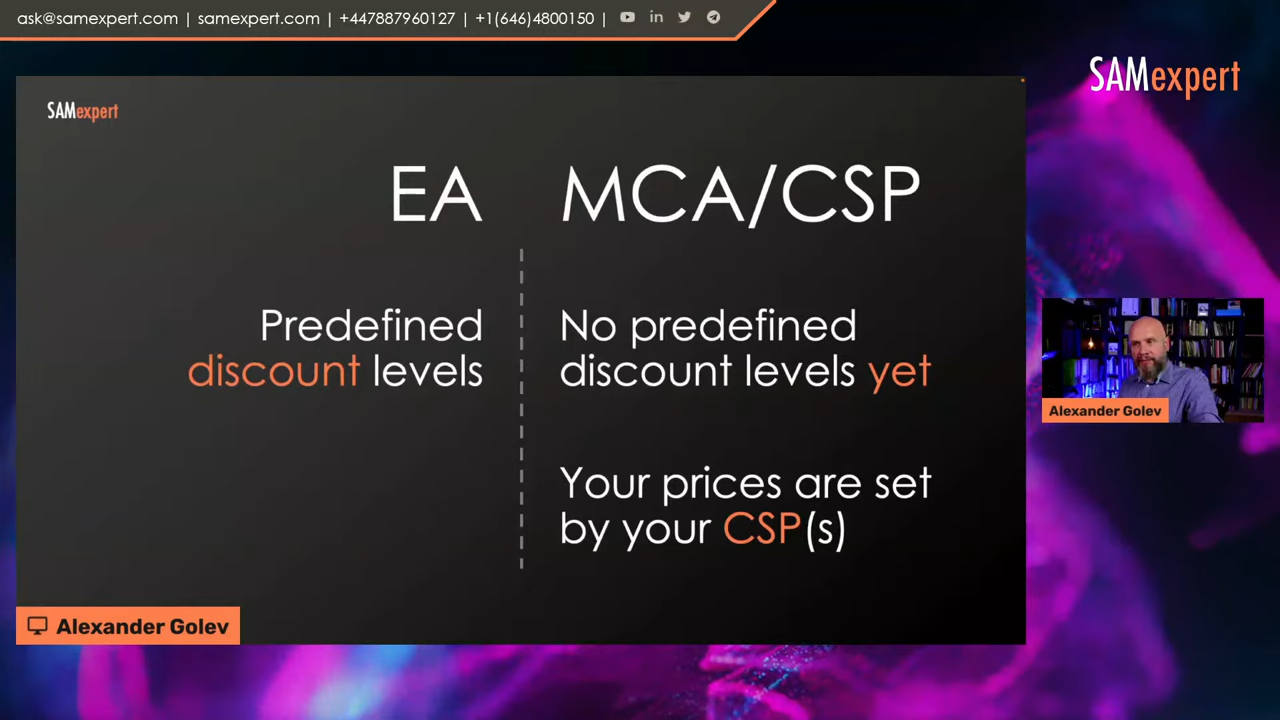 ask@samexpert.com | samexpert.com | +447887960127 | +1(646)4800150 |
SAMexpert
SAMexpert
EA
MCA/CSP
Predefined
discount levels
No predefined
discount levels yet
Your prices are set
by your CSP(s)
Alexander Golev
Alexander Golev